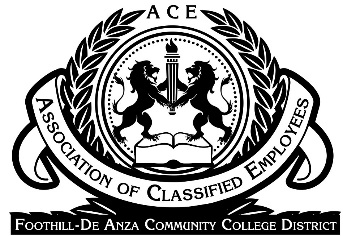 ACE
ASSOCIATION OF CLASSIFIED EMPLOYEES
FOOTHILL-DE ANZA COMMUNITY COLLEGE DISTRICT